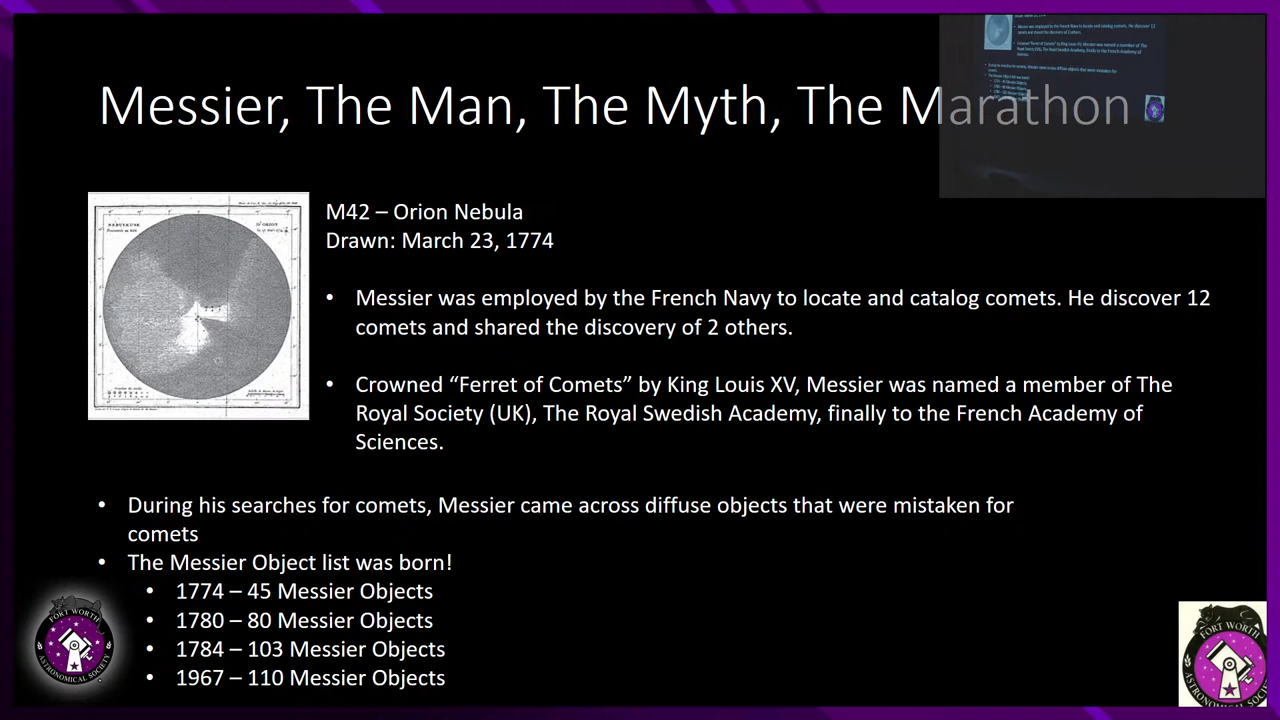 Messier, The Man, The Myth, The Marathon
M42 – Orion Nebula
Drawn: March 23, 1774
• Messier was employed by the French Navy to locate and catalog comets. He discover 12
comets and shared the discovery of 2 others.
• Crowned “Ferret of Comets” by King Louis XV, Messier was named a member of The
Royal Society (UK), The Royal Swedish Academy, finally to the French Academy of
Sciences.
• During his searches for comets, Messier came across diffuse objects that were mistaken for
comets
• The Messier Object list was born!
• 1774 – 45 Messier Objects
• 1780 – 80 Messier Objects
• 1784 – 103 Messier Objects
• 1967 – 110 Messier Objects
FORT WORTH
ASTRONOMICAL SOCIETY
FORT WORTH